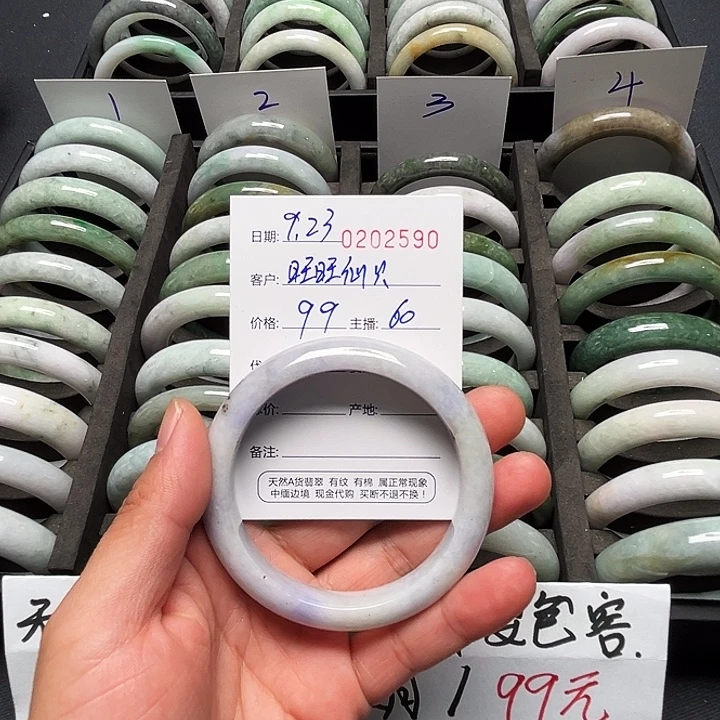 1
2
3
4
日期: 9.23 0202590
客户: 旺旺仙贝
价格: 99 主播: 60
价: 产地:
备注:
天然A货翡翠 有纹 有棉 属正常现象
中缅边境 现金代购 买断不退不换！
包容.
199元